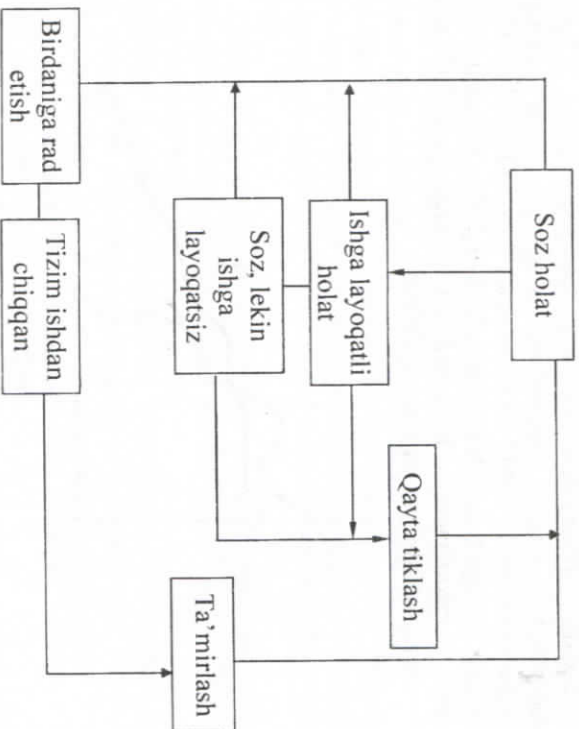 Soz holat
Ishga layoqatli
holat
Soz, lekin
ishga
layoqatsiz
Qayta tiklash
Ta'mirlash
Birdaniga rad
etish
Tizim ishdan
chiqqan